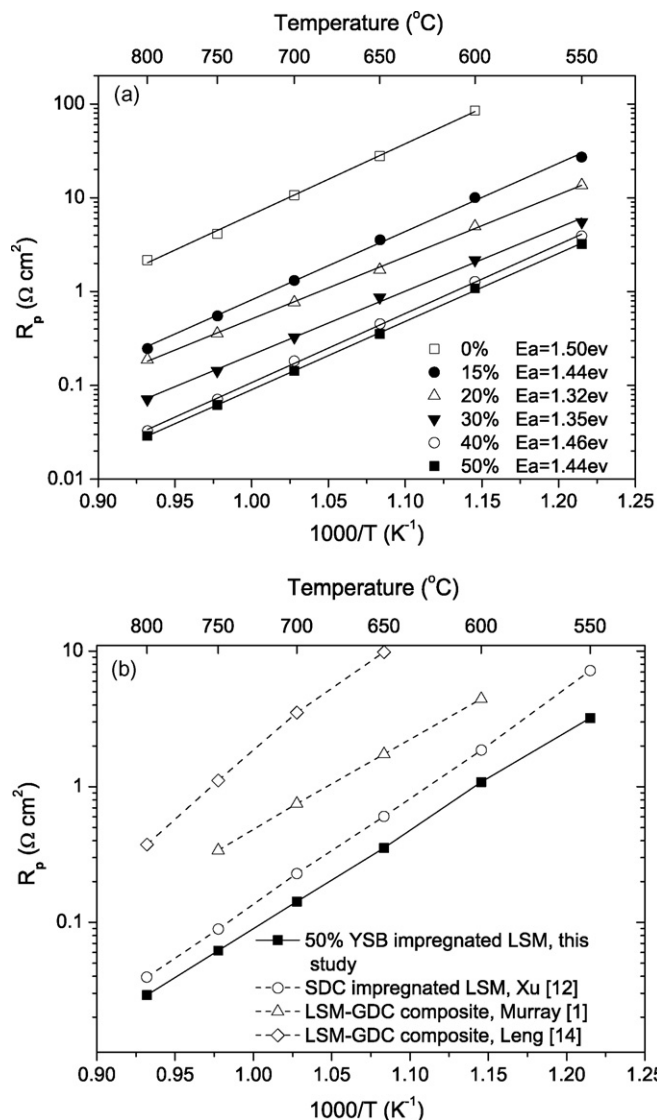 Temperature (°C)
800 750 700 650 600 550
(a)
100
10
1
0.1
0.01
R_p (Ω cm²)
0% Ea=1.50ev
15% Ea=1.44ev
20% Ea=1.32ev
30% Ea=1.35ev
40% Ea=1.46ev
50% Ea=1.44ev
0.90 0.95 1.00 1.05 1.10 1.15 1.20 1.25
1000/T (K⁻¹)
Temperature (°C)
800 750 700 650 600 550
(b)
10
1
0.1
R_p (Ω cm²)
50% YSB impregnated LSM, this
study
SDC impregnated LSM, Xu [12]
LSM-GDC composite, Murray [1]
LSM-GDC composite, Leng [14]
0.90 0.95 1.00 1.05 1.10 1.15 1.20 1.25
1000/T (K⁻¹)